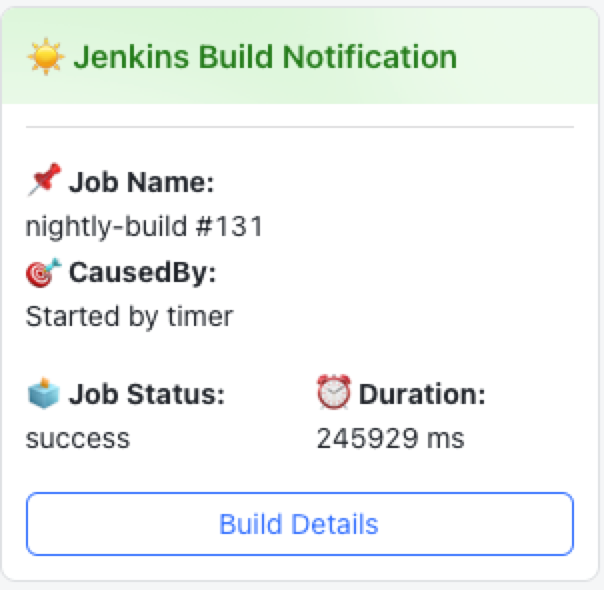 ☀️ Jenkins Build Notification
📌 Job Name:
nightly-build #131
🎯 CausedBy:
Started by timer
🗳️ Job Status:
success
⏰ Duration:
245929 ms
Build Details